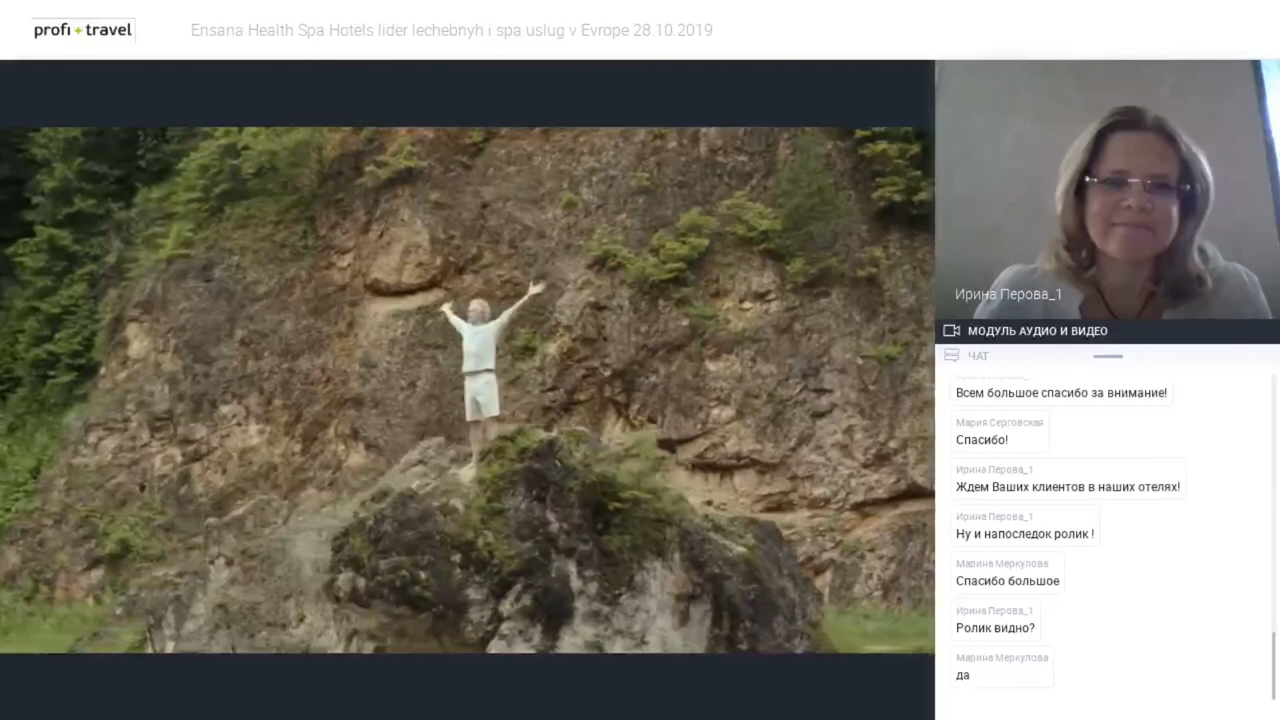 profi + travel
Ensana Health Spa Hotels lider lechebnyh i spa uslug v Evrope 28.10.2019
Ирина Перова_1
МОДУЛЬ АУДИО И ВИДЕО
ЧАТ
Всем большое спасибо за внимание!
Мария Серговская
Спасибо!
Ирина Перова_1
Ждем Ваших клиентов в наших отелях!
Ирина Перова_1
Ну и напоследок ролик !
Марина Меркулова
Спасибо большое
Ирина Перова_1
Ролик видно?
Марина Меркулова
да